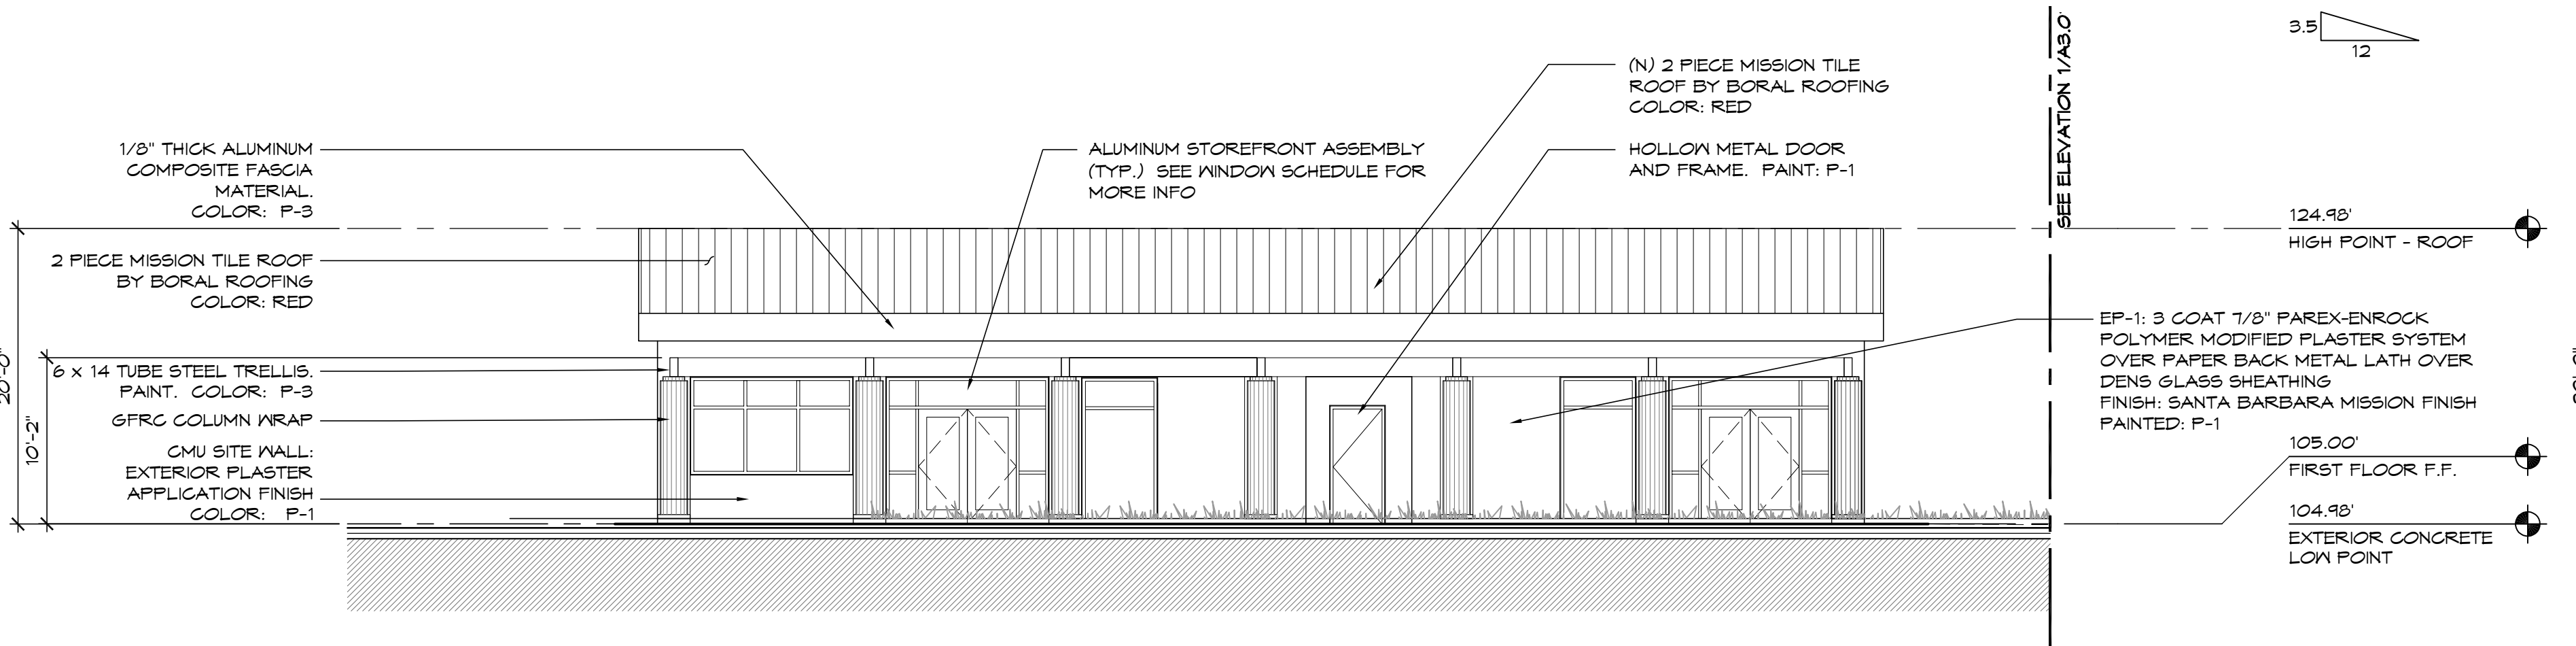 3.5
12
SEE ELEVATION 1/A3.0
(N) 2 PIECE MISSION TILE
ROOF BY BORAL ROOFING
COLOR: RED
1/8" THICK ALUMINUM
COMPOSITE FASCIA
MATERIAL.
COLOR: P-3
ALUMINUM STOREFRONT ASSEMBLY
(TYP.) SEE WINDOW SCHEDULE FOR
MORE INFO
HOLLOW METAL DOOR
AND FRAME. PAINT: P-1
124.98'
HIGH POINT - ROOF
2 PIECE MISSION TILE ROOF
BY BORAL ROOFING
COLOR: RED
EP-1: 3 COAT 7/8" PAREX-ENROCK
POLYMER MODIFIED PLASTER SYSTEM
OVER PAPER BACK METAL LATH OVER
DENS GLASS SHEATHING
FINISH: SANTA BARBARA MISSION FINISH
PAINTED: P-1
20'-0"
10'-2"
6 x 14 TUBE STEEL TRELLIS.
PAINT. COLOR: P-3
GFRC COLUMN WRAP
CMU SITE WALL:
EXTERIOR PLASTER
APPLICATION FINISH
COLOR: P-1
105.00'
FIRST FLOOR F.F.
104.98'
EXTERIOR CONCRETE
LOW POINT